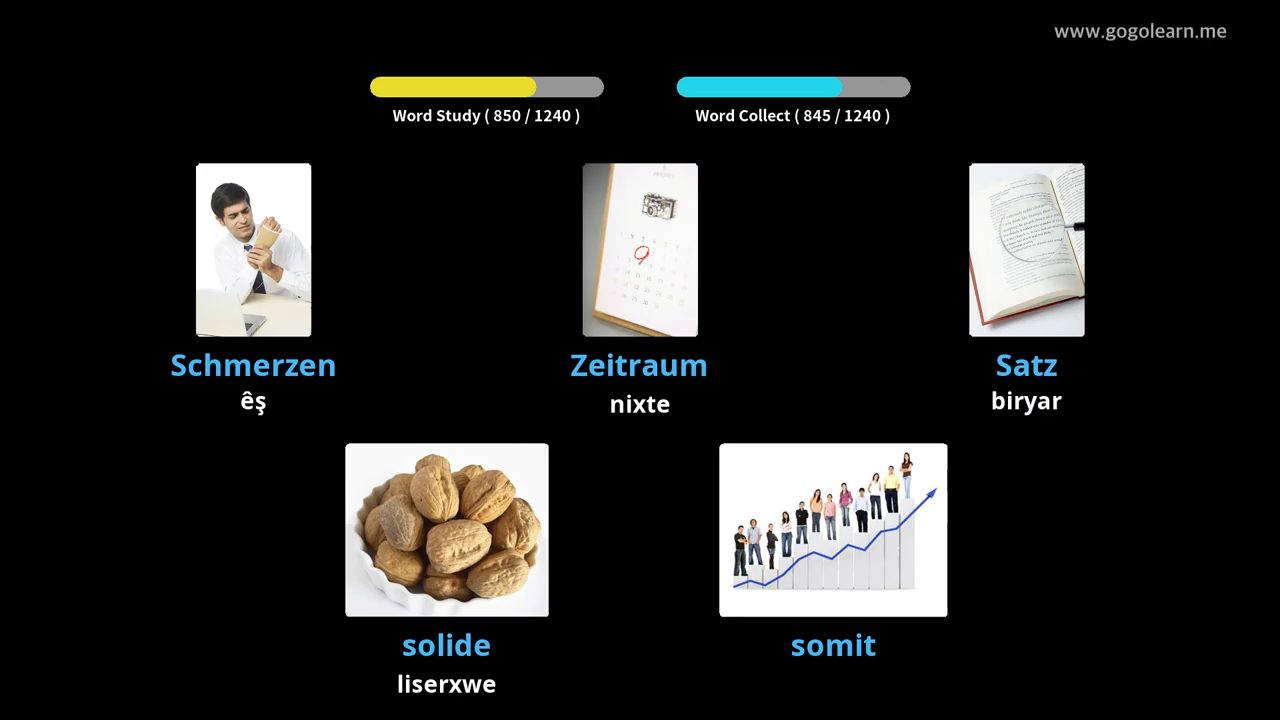 www.gogolearn.me
Word Study ( 850 / 1240 )
Word Collect ( 845 / 1240 )
Schmerzen
êş
Zeitraum
nixte
Satz
biryar
solide
liserxwe
somit